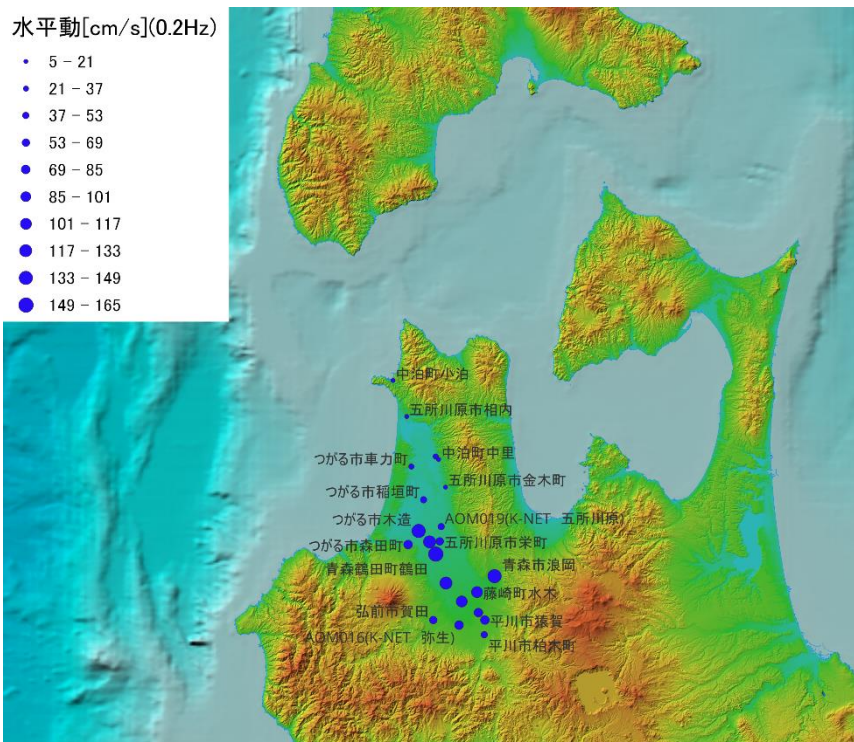 水平動[cm/s](0.2Hz)
5 - 21
21 - 37
37 - 53
53 - 69
69 - 85
85 - 101
101 - 117
117 - 133
133 - 149
149 - 165
中泊町小泊
五所川原市相内
中泊町中里
つがる市車力町
五所川原市金木町
つがる市稲垣町
つがる市木造
AOM019(K-NET 五所川原)
つがる市森田町
五所川原市栄町
青森鶴田町鶴田
青森市浪岡
藤崎町水木
弘前市賀田
平川市猿賀
AOM016(K-NET 弥生)
平川市柏木町